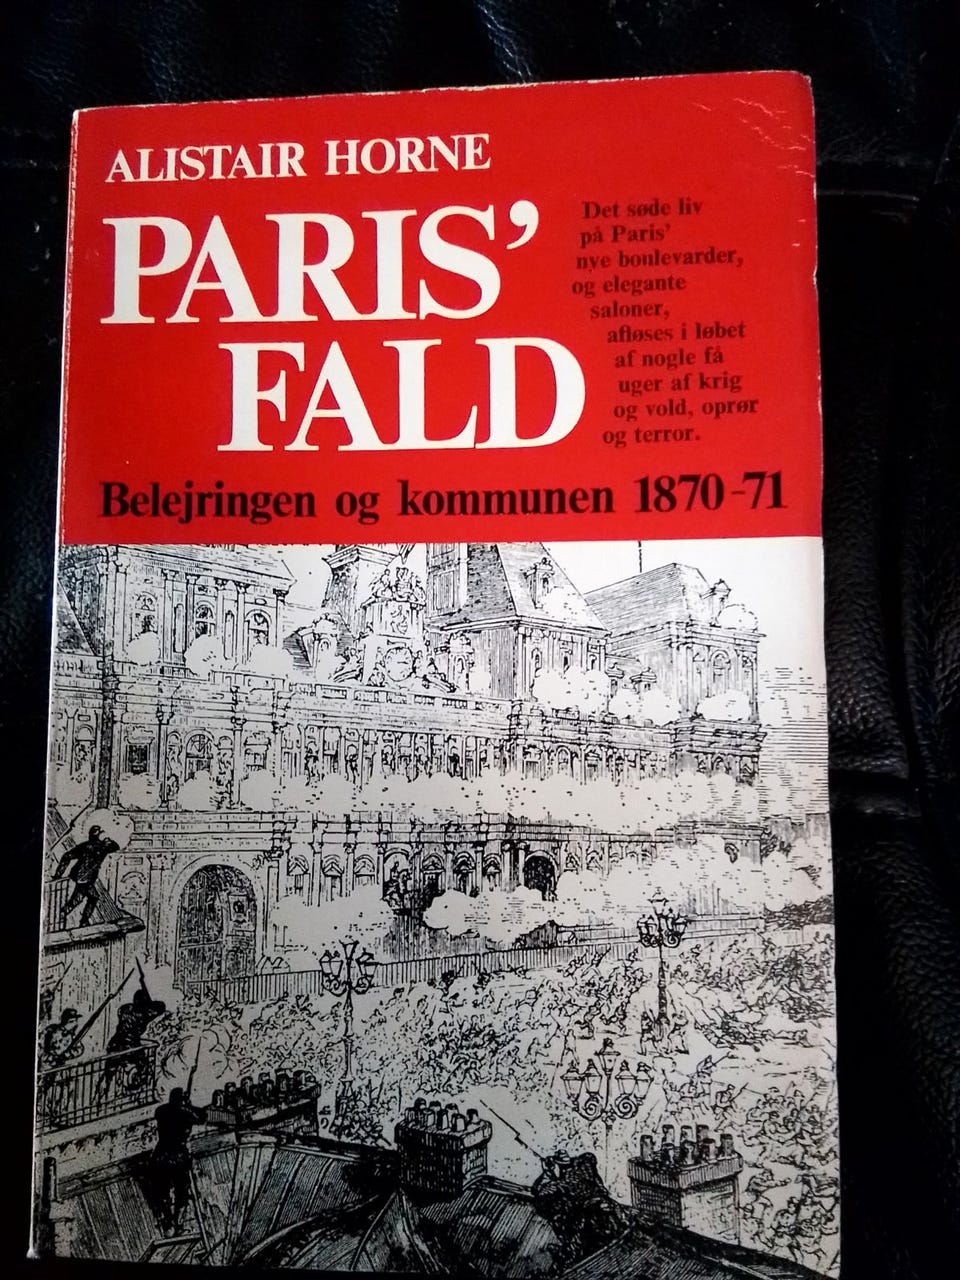 ALISTAIR HORNE
PARIS'
FALD
Det søde liv
på Paris'
nye boulevarder,
og elegante
saloner,
afløses i løbet
af nogle få
uger af krig
og vold, oprør
og terror.
Belejringen og kommunen 1870-71